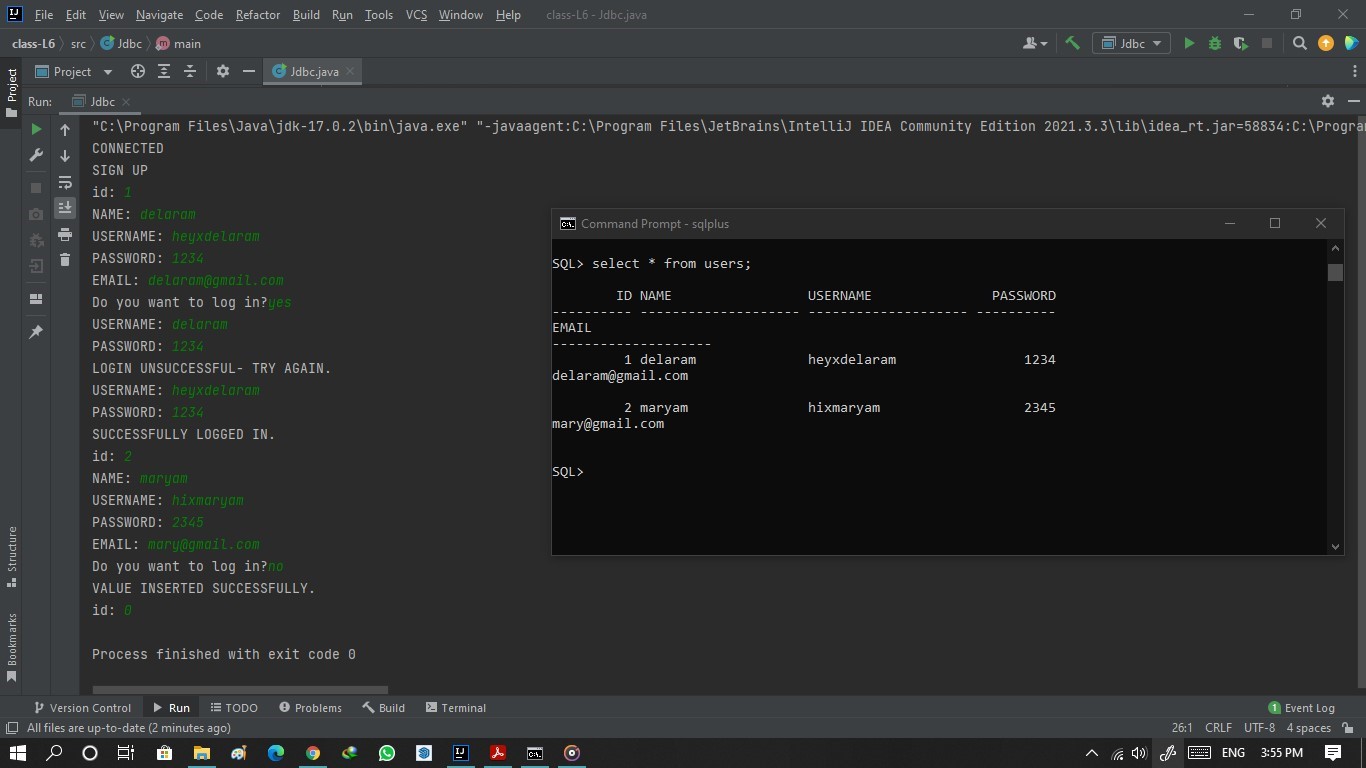 File Edit View Navigate Code Refactor Build Run Tools VCS Window Help class-L6 - Jdbc.java
class-L6 src Jdbc main
Jdbc
Project
Project
Jdbc.java
Run: Jdbc
"C:\Program Files\Java\jdk-17.0.2\bin\java.exe" "-javaagent:C:\Program Files\JetBrains\IntelliJ IDEA Community Edition 2021.3.3\lib\idea_rt.jar=58834:C:\Progra
CONNECTED
SIGN UP
id: 1
NAME: delaram
USERNAME: heyxdelaram
PASSWORD: 1234
EMAIL: delaram@gmail.com
Do you want to log in?yes
USERNAME: delaram
PASSWORD: 1234
LOGIN UNSUCCESSFUL- TRY AGAIN.
USERNAME: heyxdelaram
PASSWORD: 1234
SUCCESSFULLY LOGGED IN.
id: 2
NAME: maryam
USERNAME: hixmaryam
PASSWORD: 2345
EMAIL: mary@gmail.com
Do you want to log in?no
VALUE INSERTED SUCCESSFULLY.
id: 0
Process finished with exit code 0
Command Prompt - sqlplus
SQL> select * from users;
ID NAME USERNAME PASSWORD
---------- -------------------- -------------------- ----------
EMAIL
--------------------
1 delaram heyxdelaram 1234
delaram@gmail.com
2 maryam hixmaryam 2345
mary@gmail.com
SQL>
Structure
Bookmarks
Version Control Run TODO Problems Build Terminal 1 Event Log
All files are up-to-date (2 minutes ago) 26:1 CRLF UTF-8 4 spaces
ENG 3:55 PM